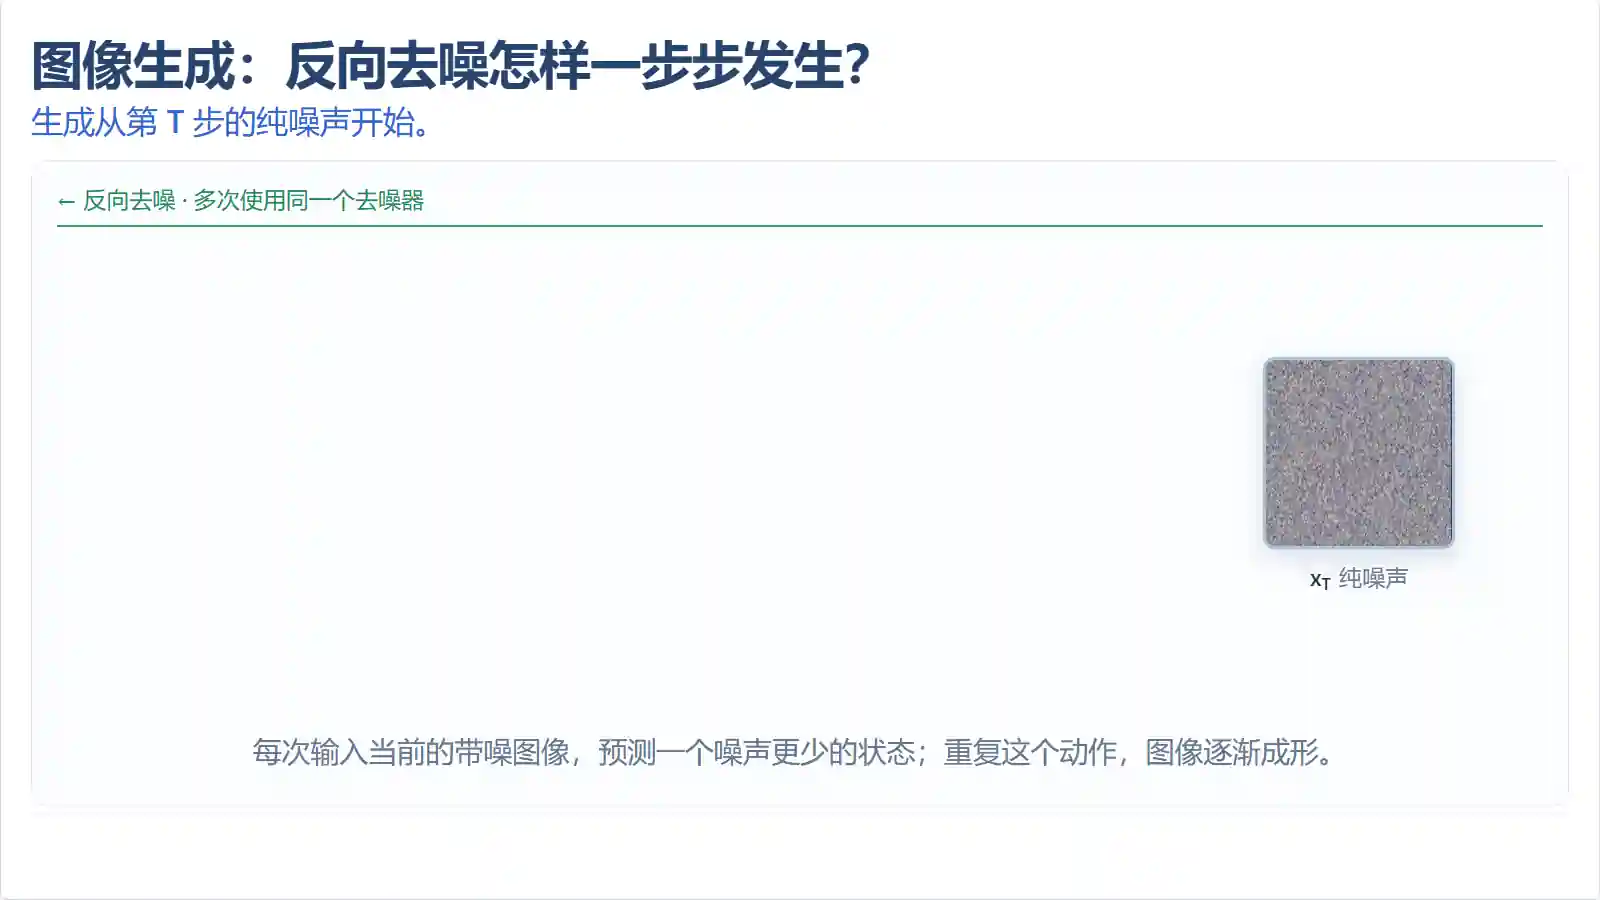 图像生成：反向去噪怎样一步步发生？
生成从第 T 步的纯噪声开始。
← 反向去噪 · 多次使用同一个去噪器
x_T 纯噪声
每次输入当前的带噪图像，预测一个噪声更少的状态；重复这个动作，图像逐渐成形。